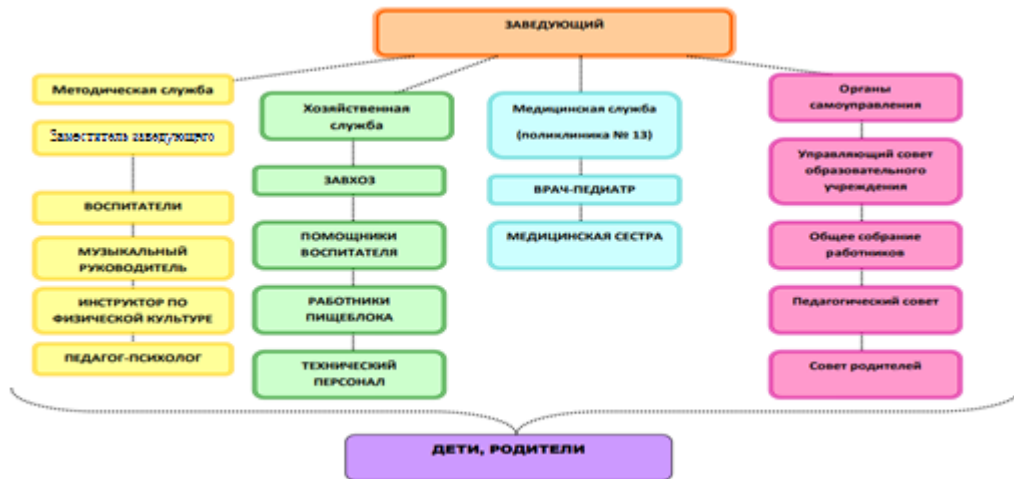 ЗАВЕДУЮЩИЙ
Методическая служба
Заместитель заведующего
ВОСПИТАТЕЛИ
МУЗЫКАЛЬНЫЙ
РУКОВОДИТЕЛЬ
ИНСТРУКТОР ПО
ФИЗИЧЕСКОЙ КУЛЬТУРЕ
ПЕДАГОГ-ПСИХОЛОГ
Хозяйственная
служба
ЗАВХОЗ
ПОМОЩНИКИ
ВОСПИТАТЕЛЯ
РАБОТНИКИ
ПИЩЕБЛОКА
ТЕХНИЧЕСКИЙ
ПЕРСОНАЛ
Медицинская служба
(поликлиника № 13)
ВРАЧ-ПЕДИАТР
МЕДИЦИНСКАЯ СЕСТРА
Органы
самоуправления
Управляющий совет
образовательного
учреждения
Общее собрание
работников
Педагогический совет
Совет родителей
ДЕТИ, РОДИТЕЛИ